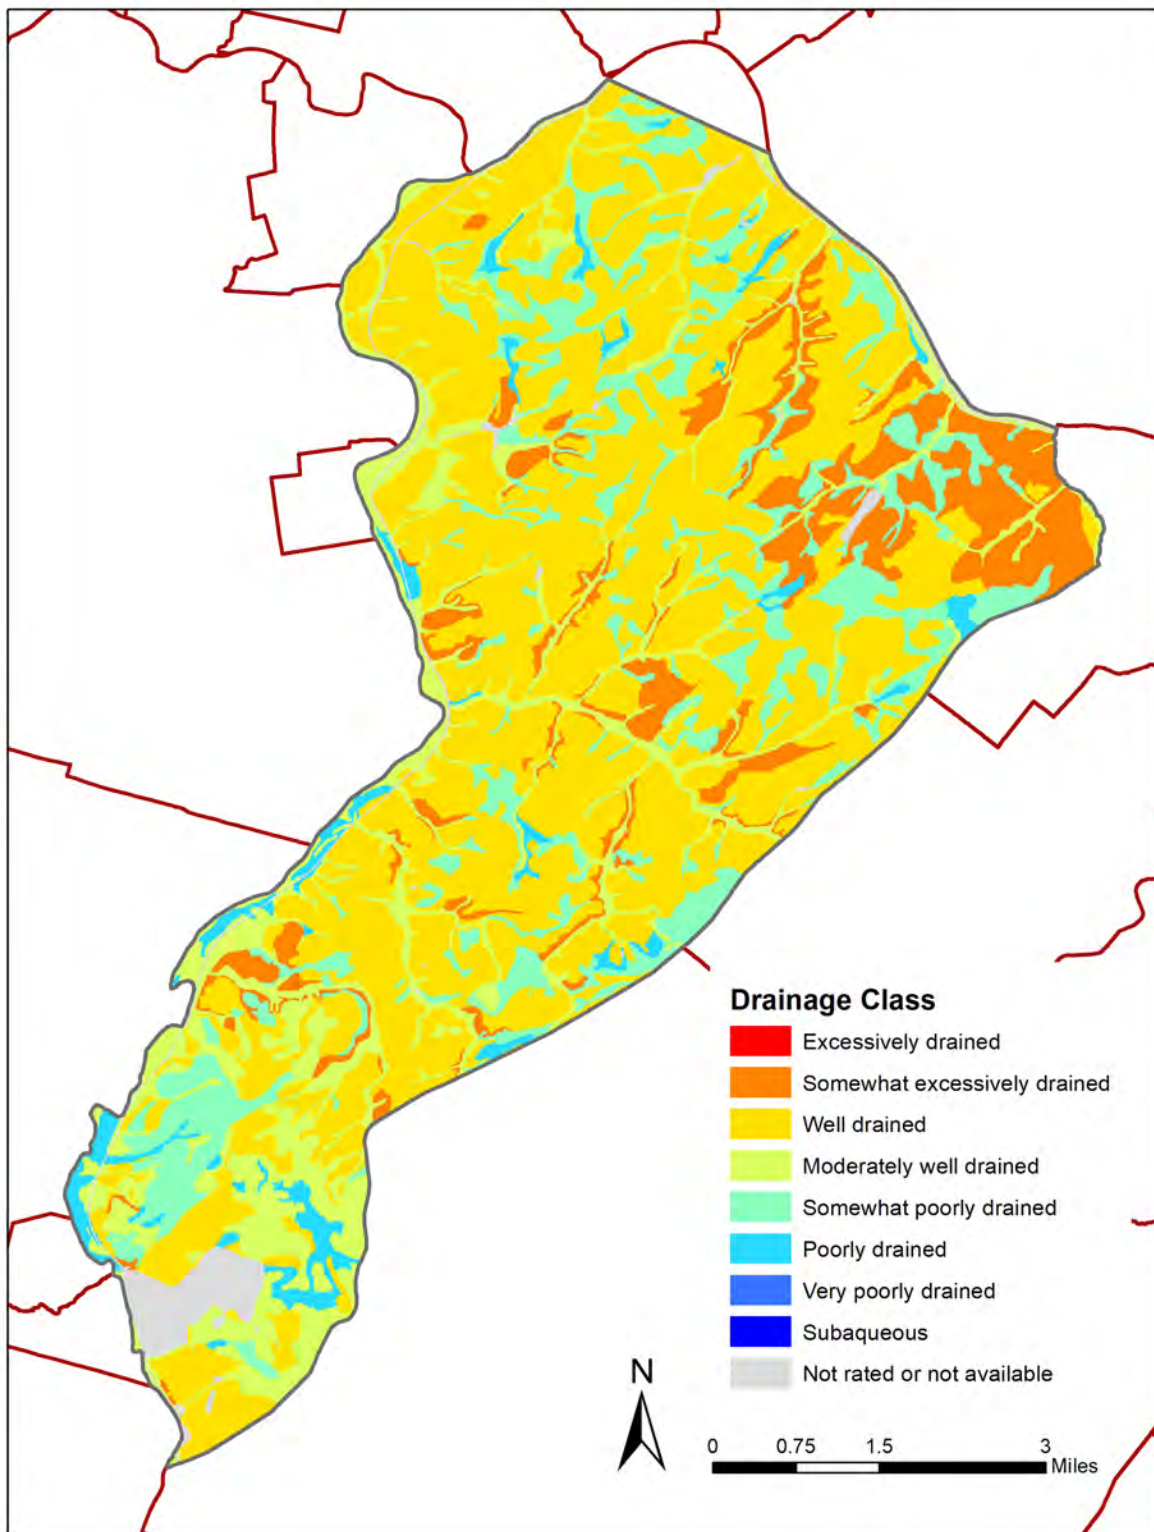 Drainage Class
Excessively drained
Somewhat excessively drained
Well drained
Moderately well drained
Somewhat poorly drained
Poorly drained
Very poorly drained
Subaqueous
Not rated or not available
N
0 0.75 1.5 3
Miles